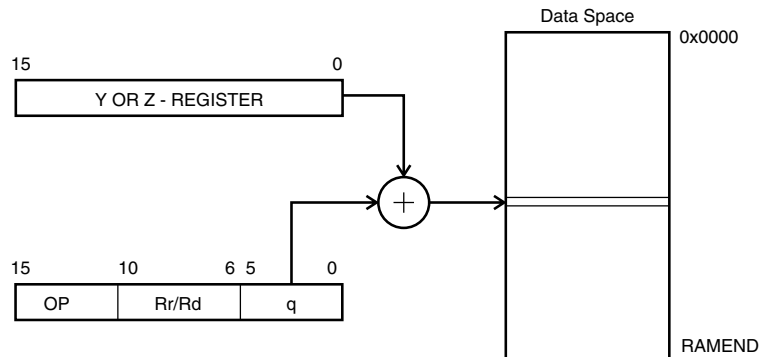 Data Space
0x0000
15 0
Y OR Z - REGISTER
+
15 10 6 5 0
OP Rr/Rd q
RAMEND